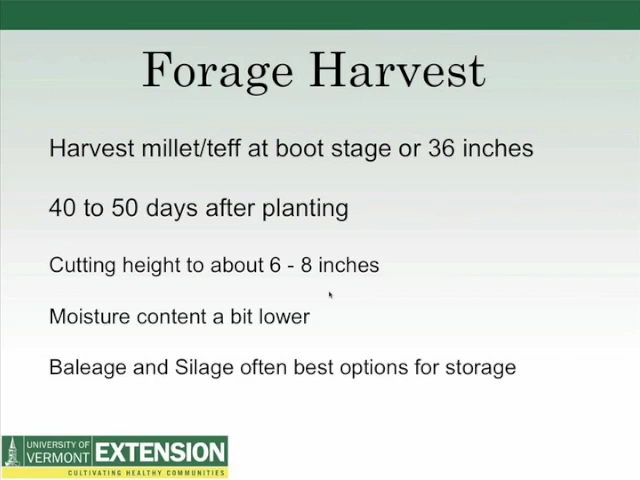 Forage Harvest
Harvest millet/teff at boot stage or 36 inches
40 to 50 days after planting
Cutting height to about 6 - 8 inches
Moisture content a bit lower
Baleage and Silage often best options for storage
UNIVERSITY OF
VERMONT EXTENSION
CULTIVATING HEALTHY COMMUNITIES